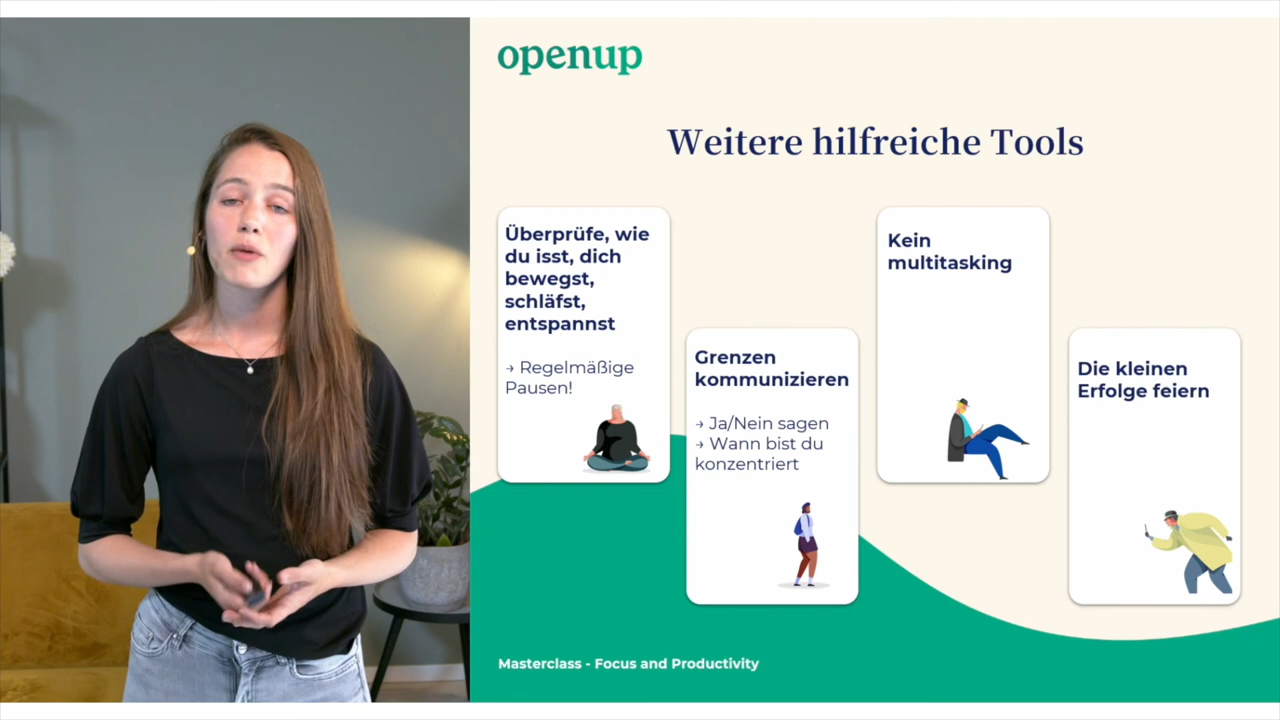 openup
Weitere hilfreiche Tools
Überprüfe, wie
du isst, dich
bewegst,
schläfst,
entspannst
→ Regelmäßige
Pausen!
Grenzen
kommunizieren
→ Ja/Nein sagen
→ Wann bist du
konzentriert
Kein
multitasking
Die kleinen
Erfolge feiern
Masterclass - Focus and Productivity